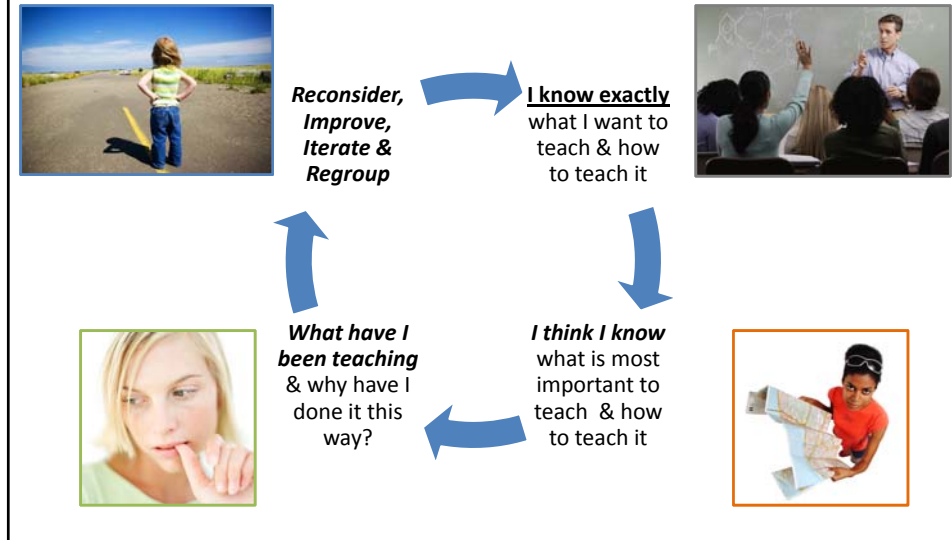 Reconsider,
Improve,
Iterate &
Regroup
I know exactly
what I want to
teach & how
to teach it
I think I know
what is most
important to
teach & how
to teach it
What have I
been teaching
& why have I
done it this
way?